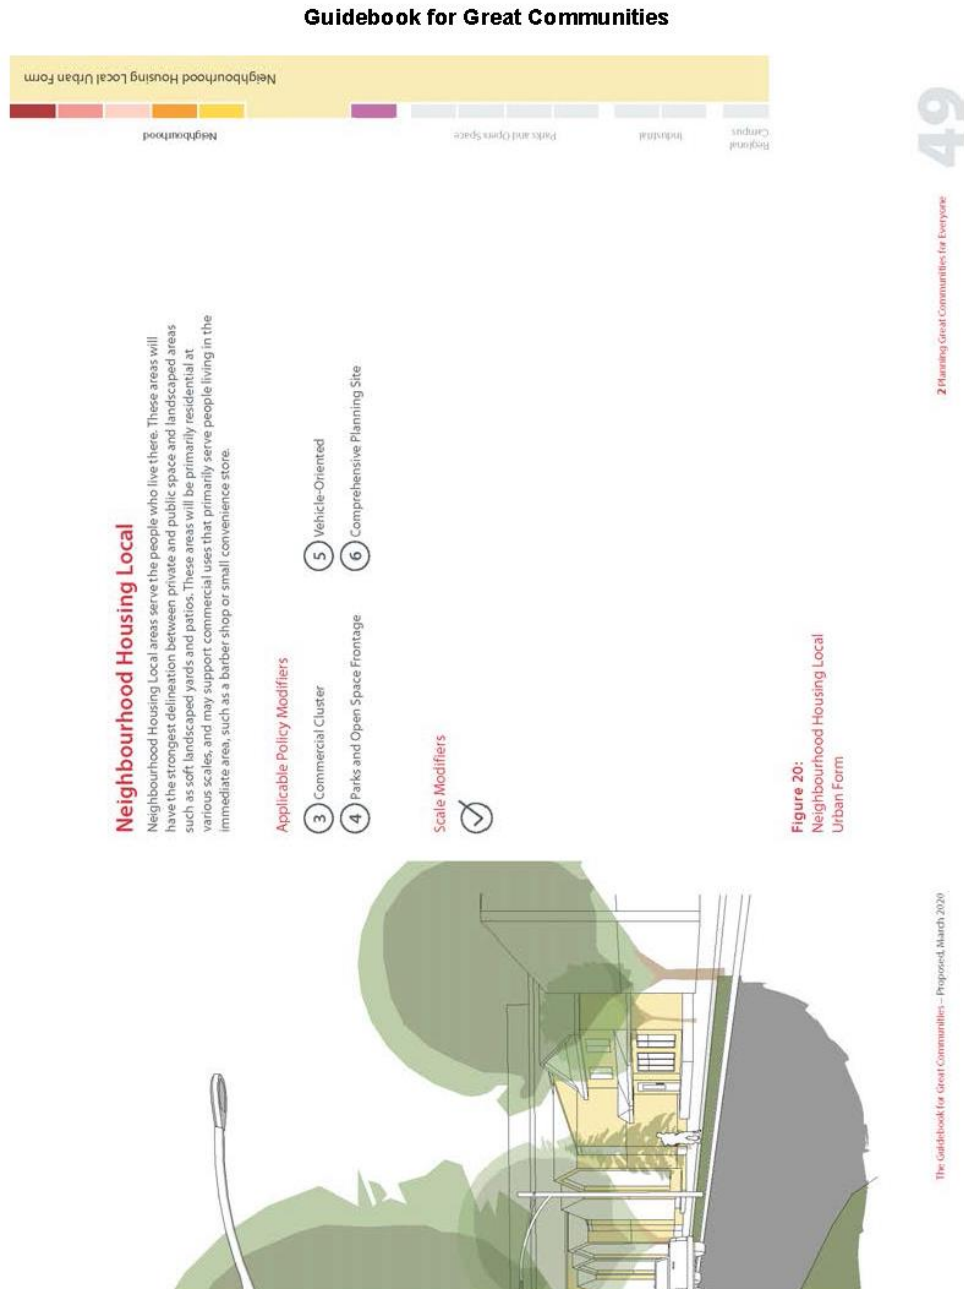 Guidebook for Great Communities
Neighbourhood Housing Local Urban Form
Neighbourhood
Parks and Open Space
Industrial
Regional
Campus
Neighbourhood Housing Local
Neighbourhood Housing Local areas serve the people who live there. These areas will
have the strongest delineation between private and public space and landscaped areas
such as soft landscaped yards and patios. These areas will be primarily residential at
various scales, and may support commercial uses that primarily serve people living in the
immediate area, such as a barber shop or small convenience store.
Applicable Policy Modifiers
3 Commercial Cluster
5 Vehicle-Oriented
4 Parks and Open Space Frontage
6 Comprehensive Planning Site
Scale Modifiers
Figure 20:
Neighbourhood Housing Local
Urban Form
The Guidebook for Great Communities – Proposed, March 2020
2 Planning Great Communities for Everyone
49